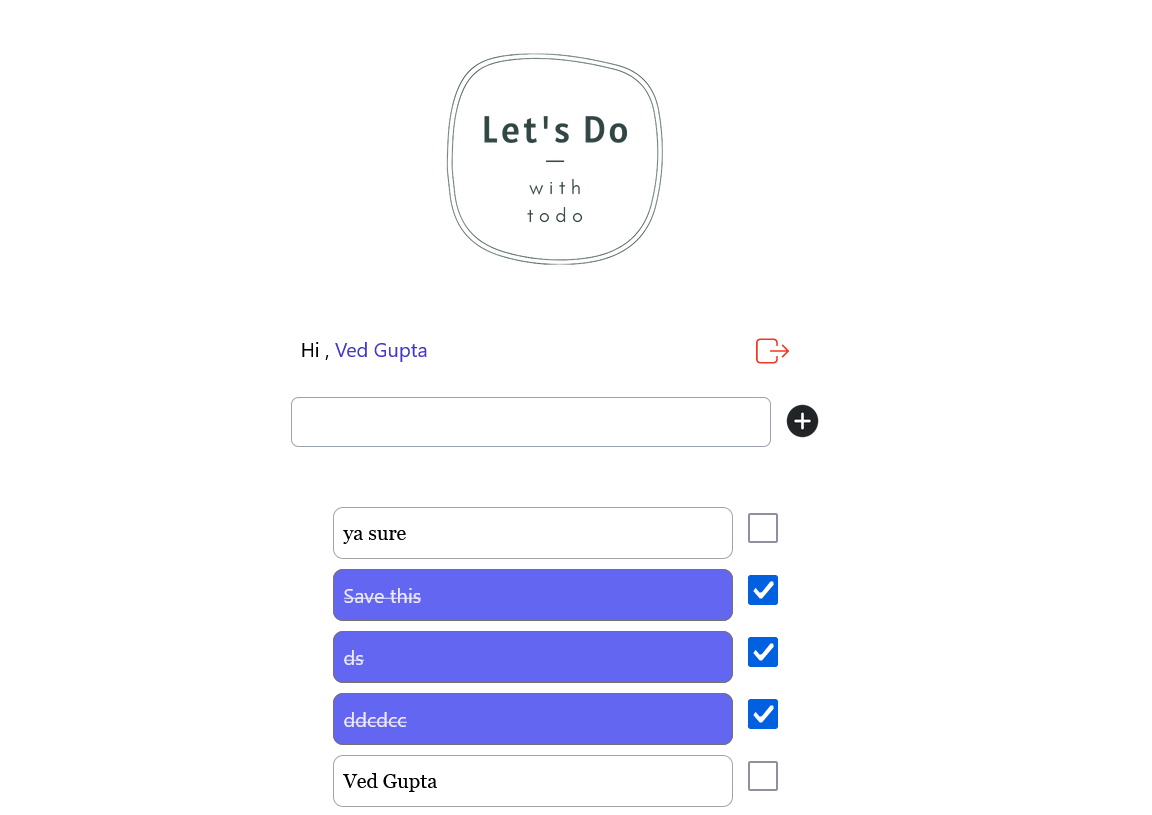 Let's Do
with
todo
Hi , Ved Gupta
ya sure
Save this
ds
ddcdcc
Ved Gupta